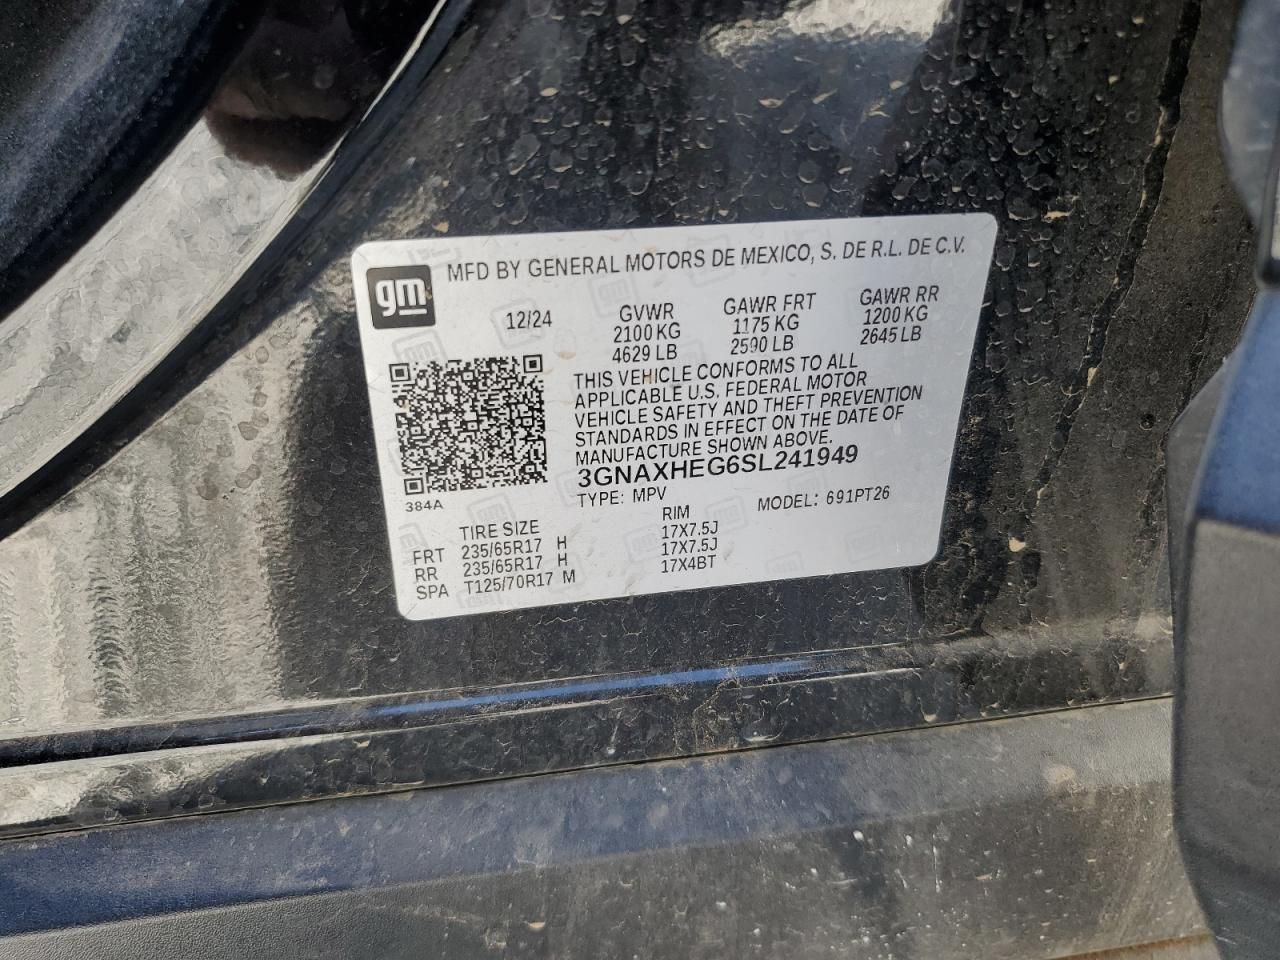 MFD BY GENERAL MOTORS DE MEXICO, S. DE R.L. DE C.V.
gm
12/24
GVWR GAWR FRT GAWR RR
2100 KG 1175 KG 1200 KG
4629 LB 2590 LB 2645 LB
THIS VEHICLE CONFORMS TO ALL
APPLICABLE U.S. FEDERAL MOTOR
VEHICLE SAFETY AND THEFT PREVENTION
STANDARDS IN EFFECT ON THE DATE OF
MANUFACTURE SHOWN ABOVE.
3GNAXHEG6SL241949
TYPE: MPV MODEL: 691PT26
384A
TIRE SIZE RIM
FRT 235/65R17 H 17X7.5J
RR 235/65R17 H 17X7.5J
SPA T125/70R17 M 17X4BT